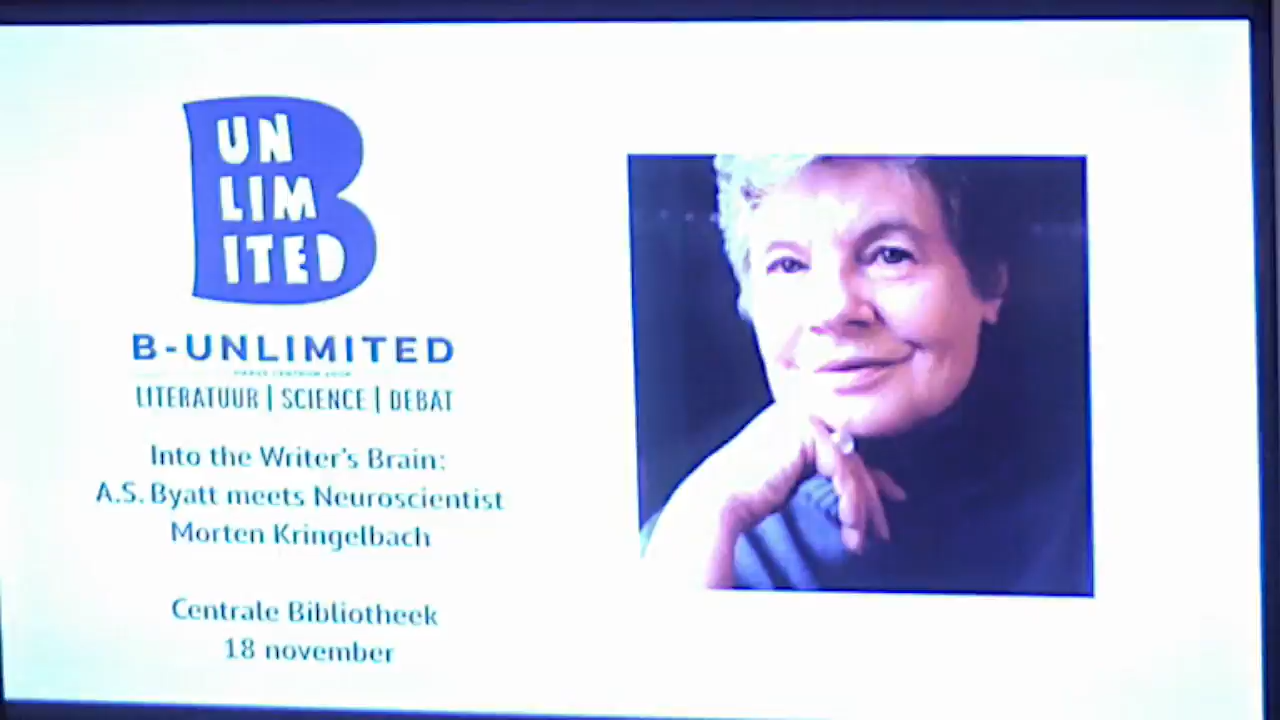 UN
LIM
ITED
B-UNLIMITED
LITERATUUR | SCIENCE | DEBAT
Into the Writer's Brain:
A.S. Byatt meets Neuroscientist
Morten Kringelbach
Centrale Bibliotheek
18 november